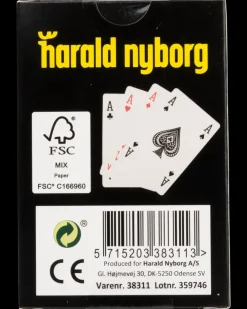 harald nyborg
A
A
A
A
FSC
MIX
Paper
FSC® C166960
5 715203 383113 >
CE
Produced for Harald Nyborg A/S
Gl. Højmevej 30, DK-5250 Odense SV
Varenr. 38311 Lotnr. 359746